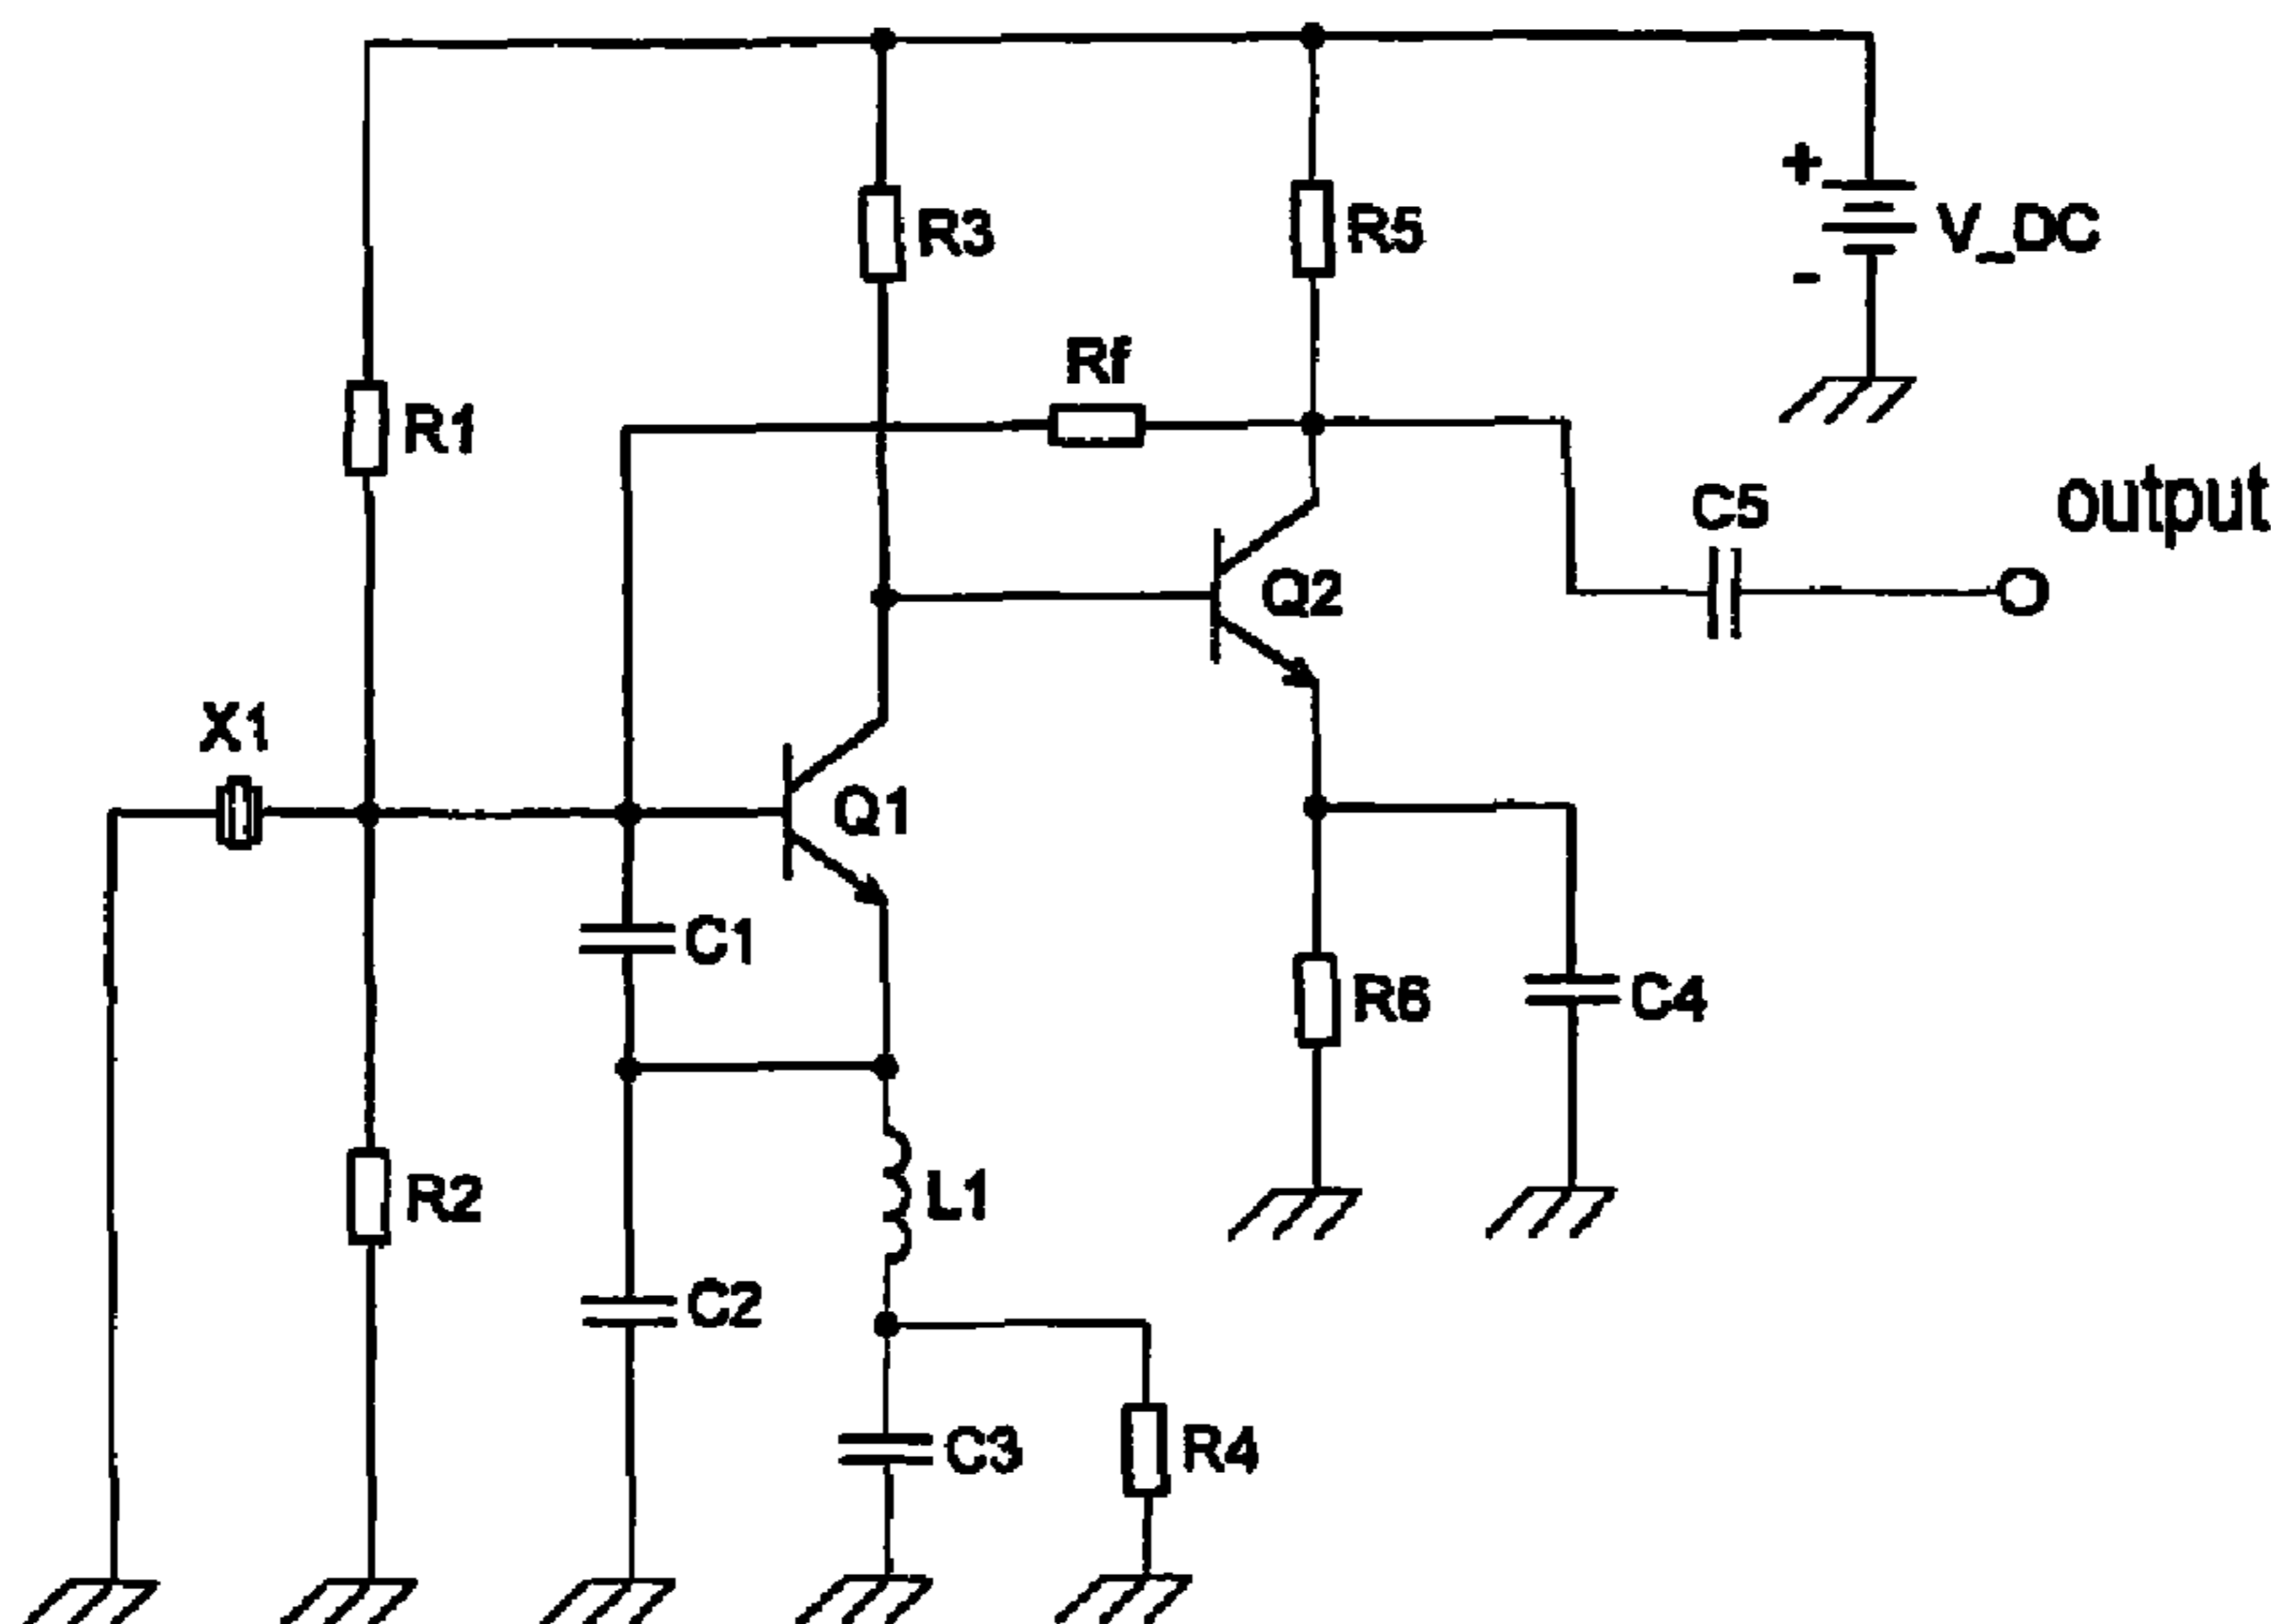 +
R3
R5
V_DC
-
Rf
R1
output
C5
Q2
X1
Q1
C1
R6
C4
R2
L1
C2
C3
R4